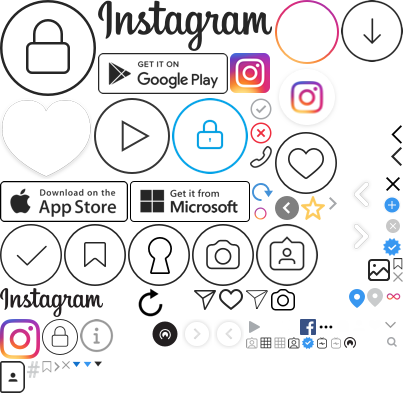 Instagram
GET IT ON
Google Play
Download on the
App Store
Get it from
Microsoft
Instagram